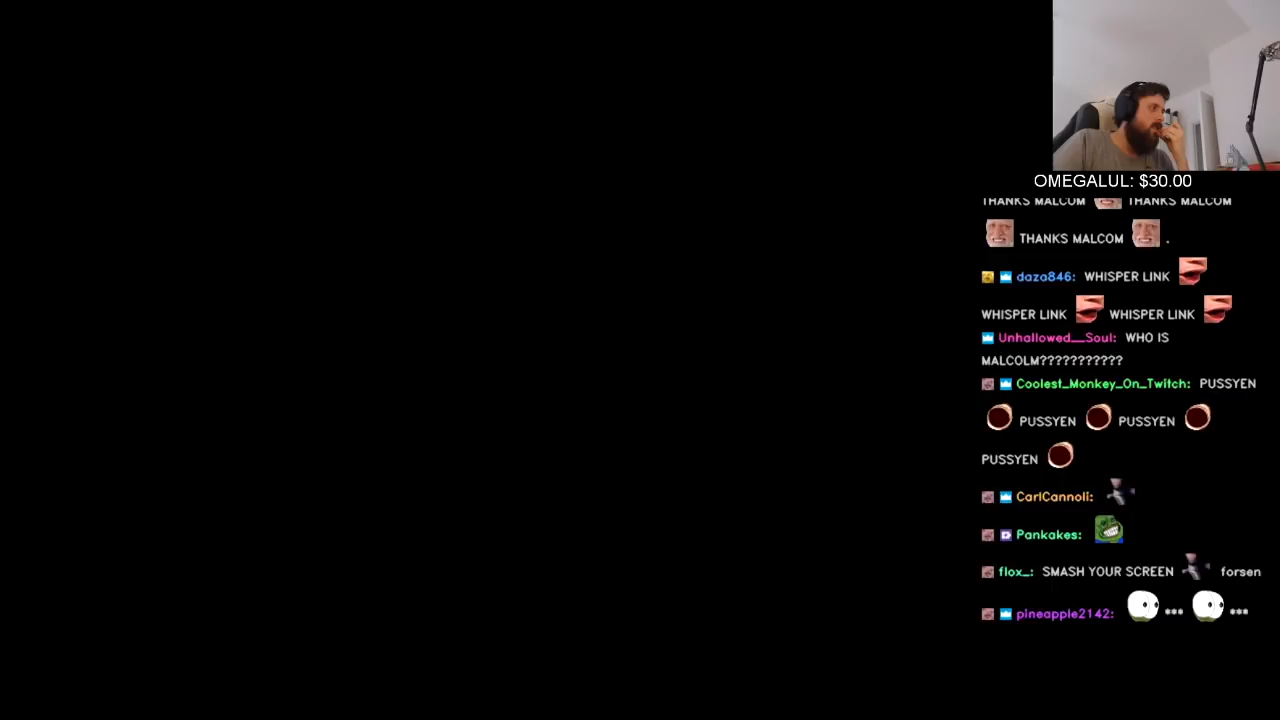 OMEGALUL: $30.00
THANKS MALCOM THANKS MALCOM
THANKS MALCOM .
daza846: WHISPER LINK
WHISPER LINK WHISPER LINK
Unhallowed__Soul: WHO IS
MALCOLM???????????
Coolest_Monkey_On_Twitch: PUSSYEN
PUSSYEN PUSSYEN
PUSSYEN
CarlCannoli:
Pankakes:
flox_: SMASH YOUR SCREEN forsen
pineapple2142: *** ***